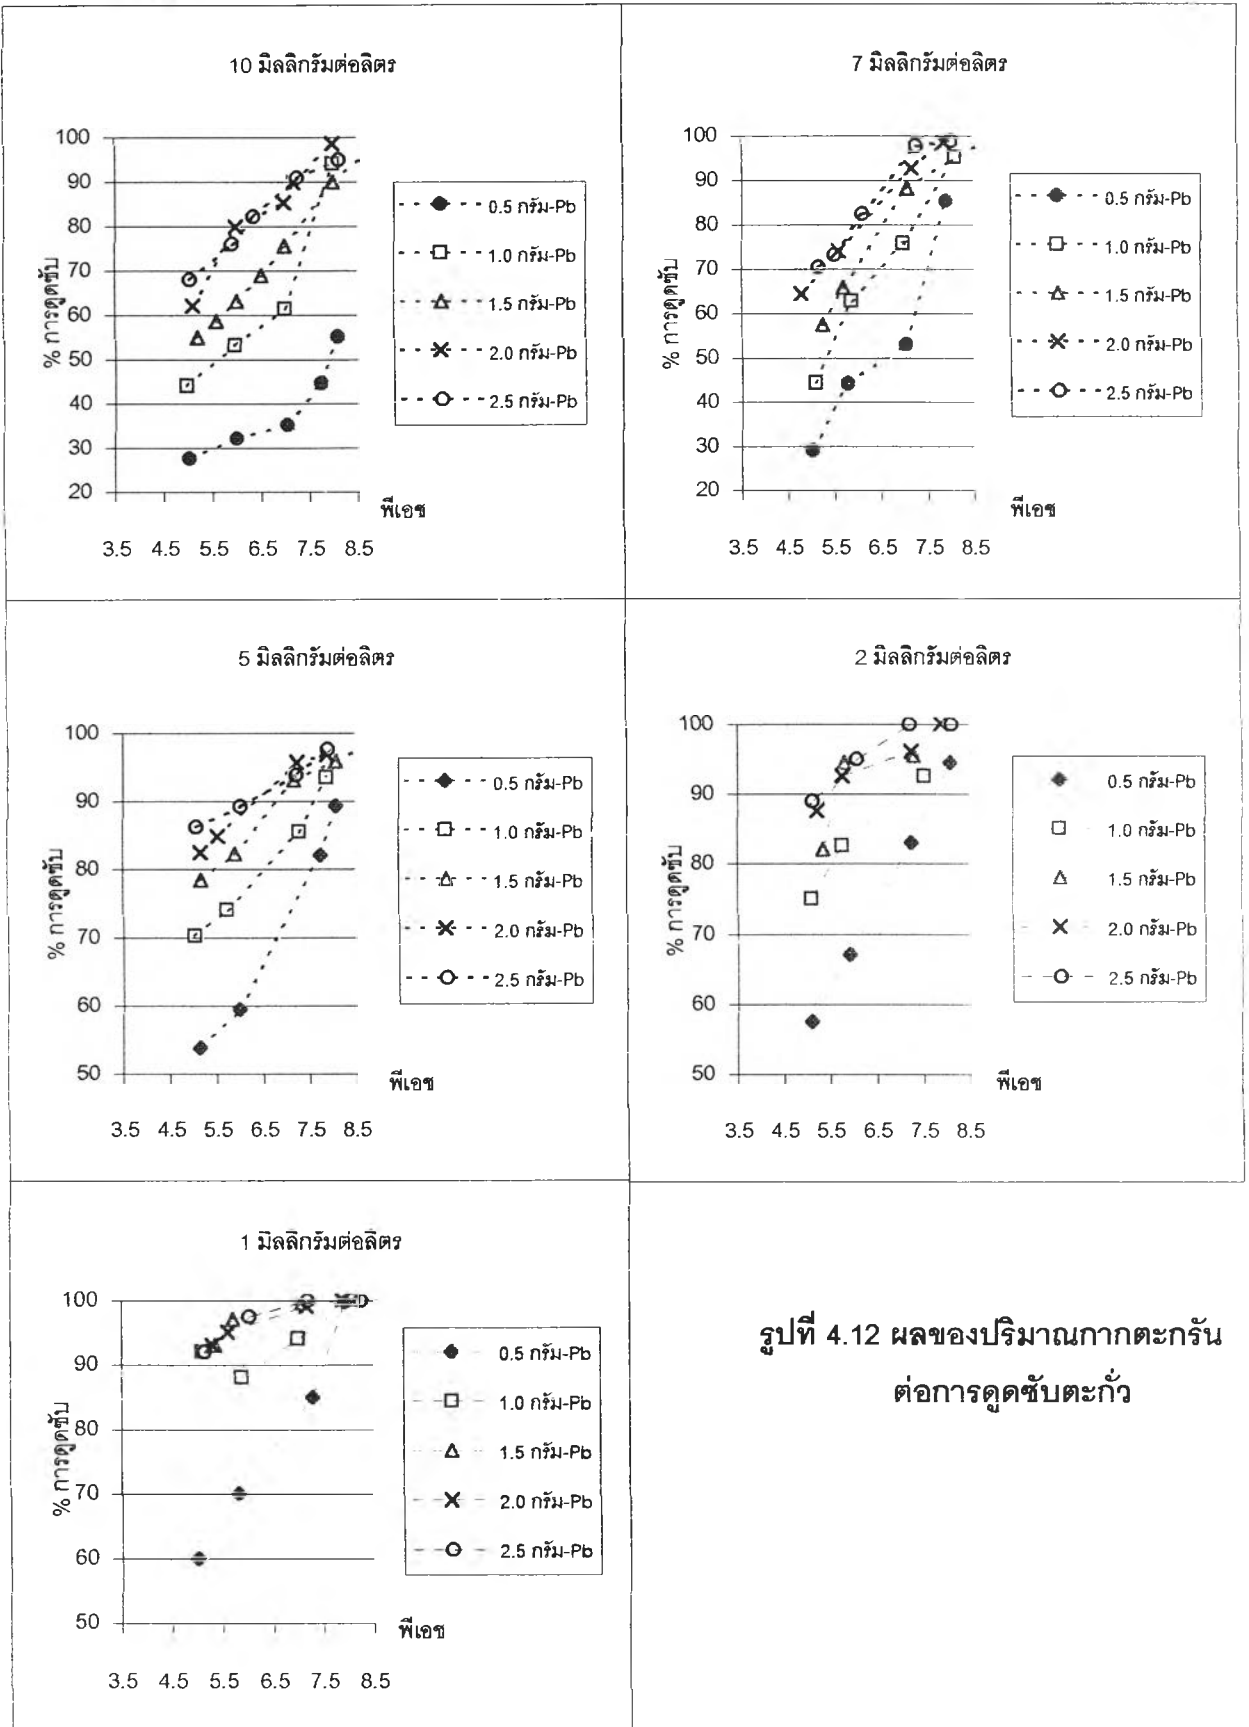 10 มิลลิกรัมต่อลิตร
100
90
80
70
60
50
40
30
20
% การดูดซับ
พีเอช
3.5 4.5 5.5 6.5 7.5 8.5
0.5 กรัม-Pb
1.0 กรัม-Pb
1.5 กรัม-Pb
2.0 กรัม-Pb
2.5 กรัม-Pb
7 มิลลิกรัมต่อลิตร
100
90
80
70
60
50
40
30
20
% การดูดซับ
พีเอช
3.5 4.5 5.5 6.5 7.5 8.5
0.5 กรัม-Pb
1.0 กรัม-Pb
1.5 กรัม-Pb
2.0 กรัม-Pb
2.5 กรัม-Pb
5 มิลลิกรัมต่อลิตร
100
90
80
70
60
50
% การดูดซับ
พีเอช
3.5 4.5 5.5 6.5 7.5 8.5
0.5 กรัม-Pb
1.0 กรัม-Pb
1.5 กรัม-Pb
2.0 กรัม-Pb
2.5 กรัม-Pb
2 มิลลิกรัมต่อลิตร
100
90
80
70
60
50
% การดูดซับ
พีเอช
3.5 4.5 5.5 6.5 7.5 8.5
0.5 กรัม-Pb
1.0 กรัม-Pb
1.5 กรัม-Pb
2.0 กรัม-Pb
2.5 กรัม-Pb
1 มิลลิกรัมต่อลิตร
100
90
80
70
60
50
% การดูดซับ
พีเอช
3.5 4.5 5.5 6.5 7.5 8.5
0.5 กรัม-Pb
1.0 กรัม-Pb
1.5 กรัม-Pb
2.0 กรัม-Pb
2.5 กรัม-Pb
รูปที่ 4.12 ผลของปริมาณกากตะกรัน
ต่อการดูดซับตะกั่ว